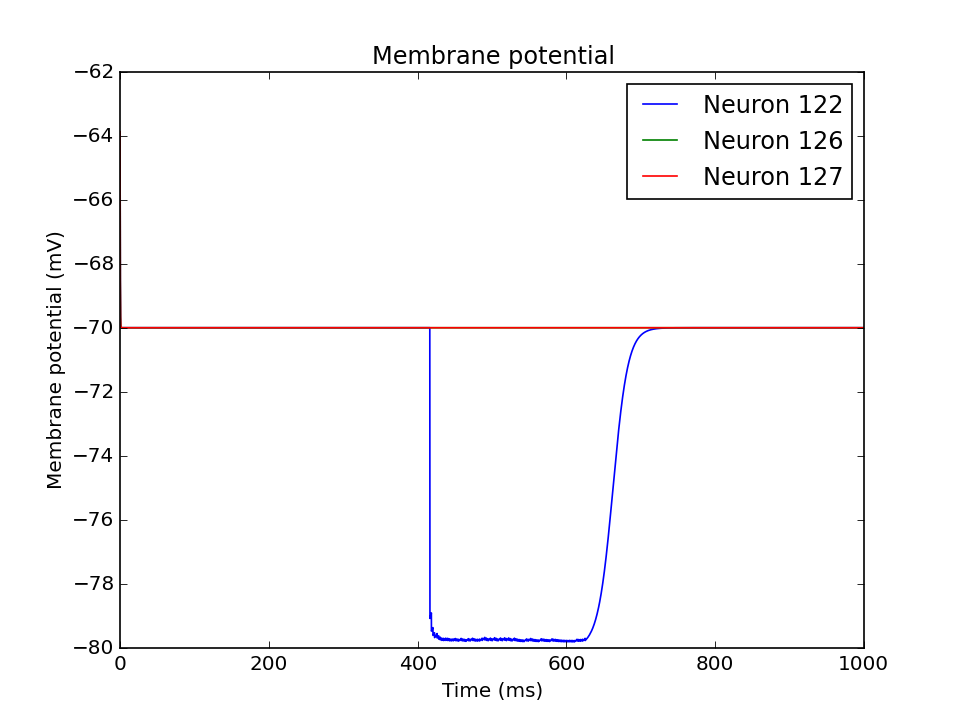 Membrane potential
Neuron 122
Neuron 126
Neuron 127
Membrane potential (mV)
−62
−64
−66
−68
−70
−72
−74
−76
−78
−80
0 200 400 600 800 1000
Time (ms)